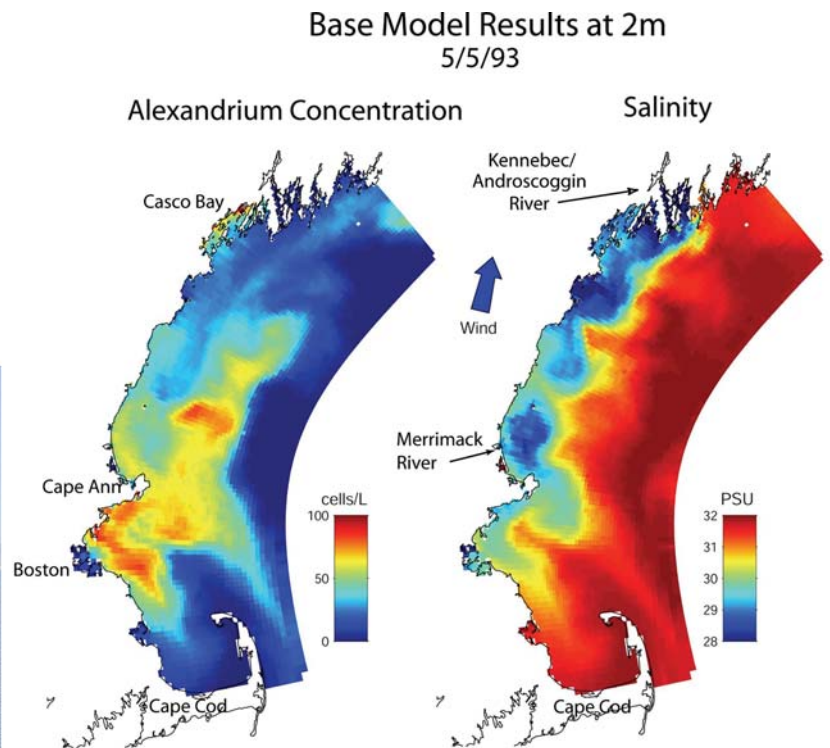 Base Model Results at 2m
5/5/93
Alexandrium Concentration
Salinity
Casco Bay
Kennebec/
Androscoggin
River
Wind
Merrimack
River
Cape Ann
Boston
cells/L
100
50
0
PSU
32
31
30
29
28
Cape Cod
Cape Cod